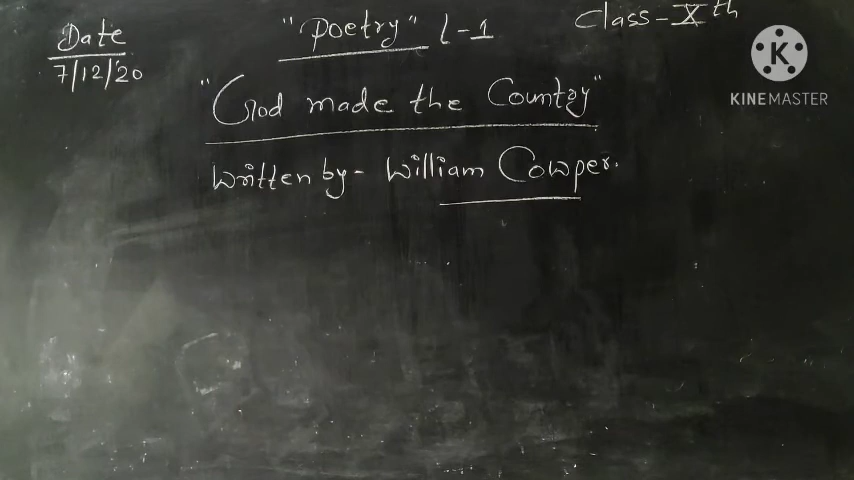 Date
7/12/'20
"Poetry" L-1
Class-Xth
KINEMASTER
"God made the Country"
Written by- William Cowper.